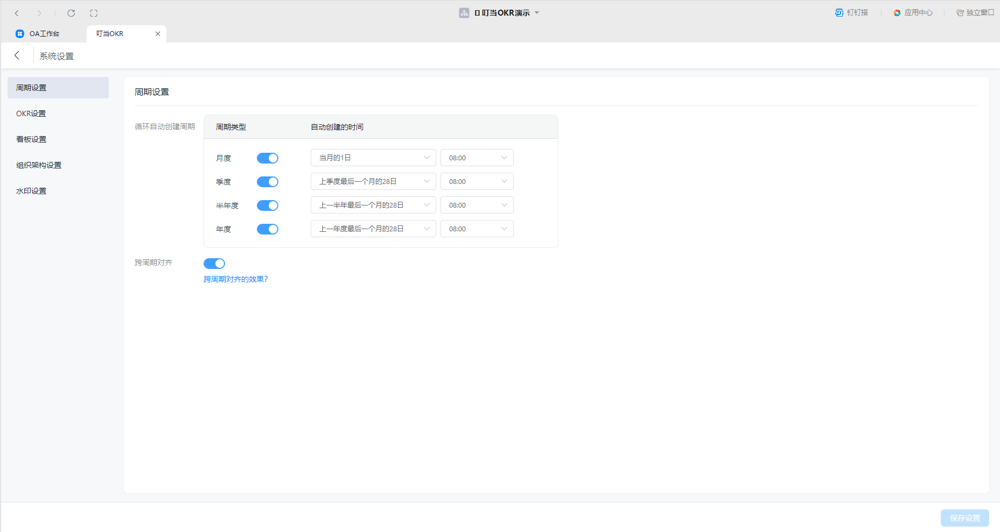 叮当OKR演示
钉钉搭
应用中心
独立窗口
OA工作台
叮当OKR
系统设置
周期设置
OKR设置
看板设置
组织架构设置
水印设置
周期设置
循环自动创建周期
周期类型 自动创建的时间
月度 当月的1日 08:00
季度 上季度最后一个月的28日 08:00
半年度 上一半年最后一个月的28日 08:00
年度 上一年度最后一个月的28日 08:00
跨周期对齐
跨周期对齐的效果?
保存设置